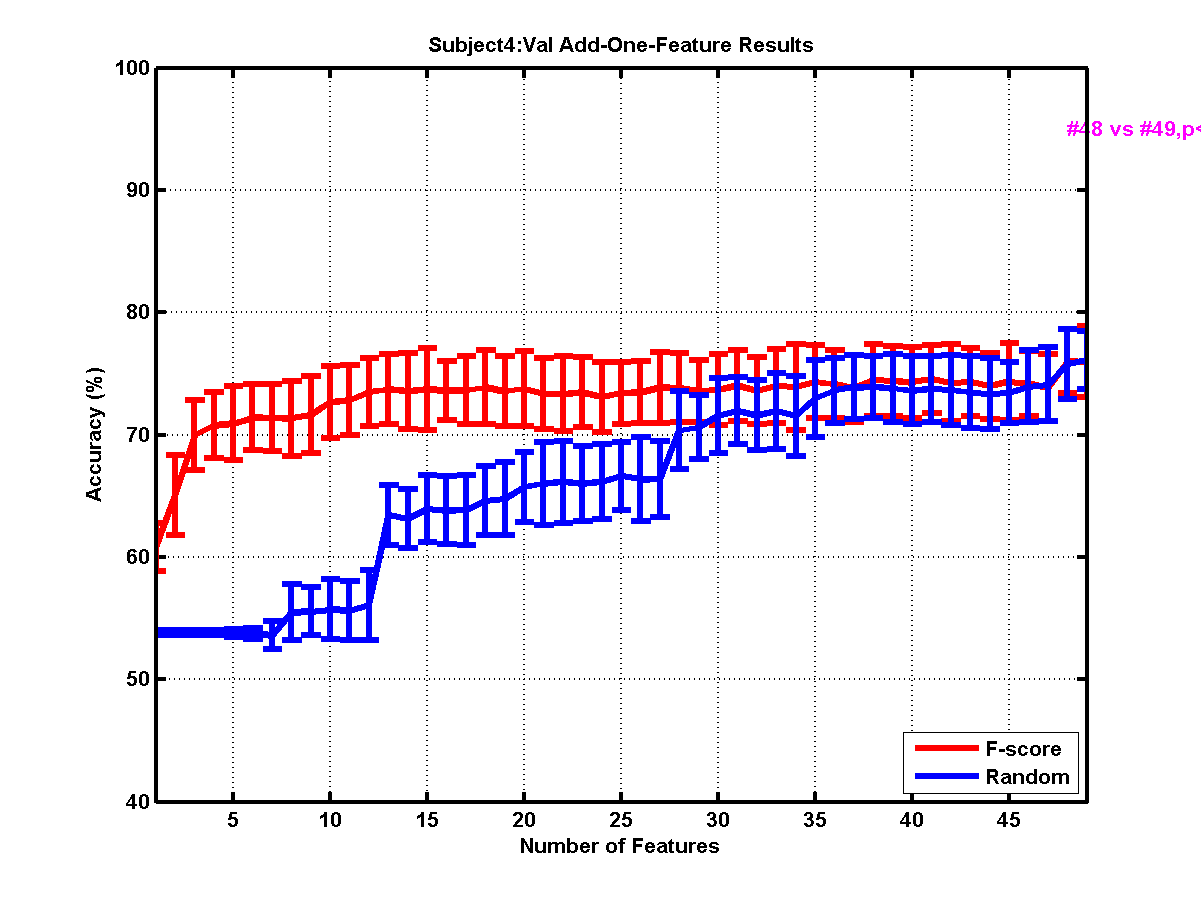 Subject4:Val Add-One-Feature Results
100
90
80
70
60
50
40
Accuracy (%)
#48 vs #49,p<
F-score
Random
5 10 15 20 25 30 35 40 45
Number of Features